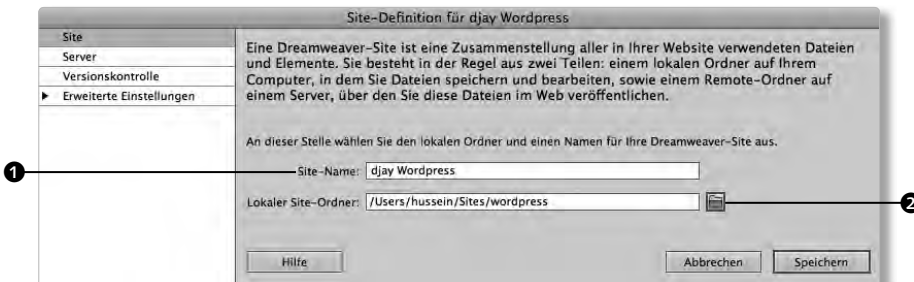 Site-Definition für djay Wordpress
Site
Server
Versionskontrolle
Erweiterte Einstellungen
Eine Dreamweaver-Site ist eine Zusammenstellung aller in Ihrer Website verwendeten Dateien
und Elemente. Sie besteht in der Regel aus zwei Teilen: einem lokalen Ordner auf Ihrem
Computer, in dem Sie Dateien speichern und bearbeiten, sowie einem Remote-Ordner auf
einem Server, über den Sie diese Dateien im Web veröffentlichen.
An dieser Stelle wählen Sie den lokalen Ordner und einen Namen für Ihre Dreamweaver-Site aus.
❶ Site-Name: djay Wordpress
Lokaler Site-Ordner: /Users/hussein/Sites/wordpress ❷
Hilfe Abbrechen Speichern